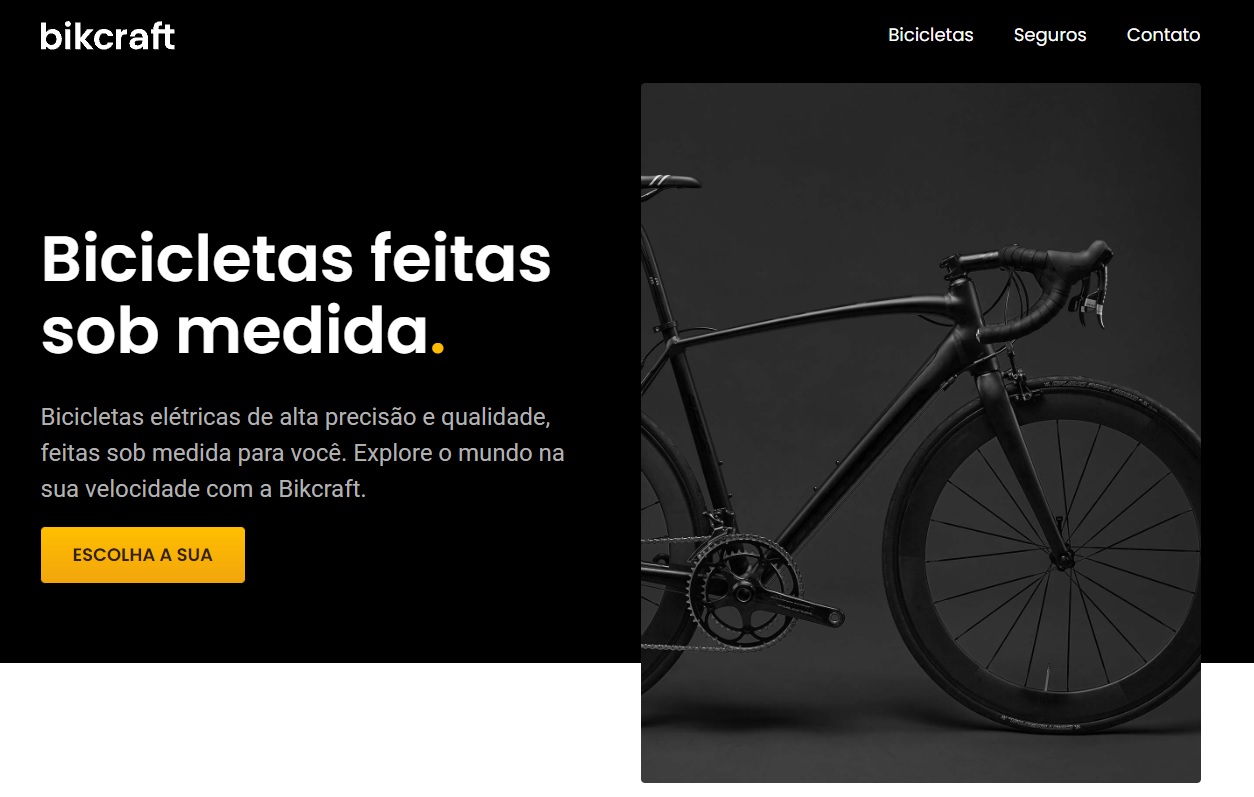 bikcraft
Bicicletas Seguros Contato
Bicicletas feitas
sob medida.
Bicicletas elétricas de alta precisão e qualidade,
feitas sob medida para você. Explore o mundo na
sua velocidade com a Bikcraft.
ESCOLHA A SUA